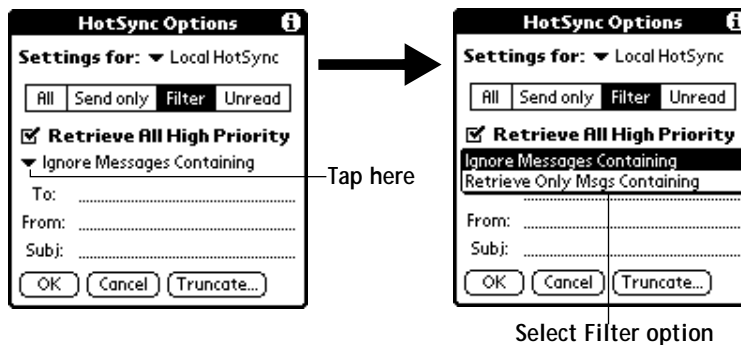 HotSync Options
Settings for: Local HotSync
All Send only Filter Unread
Retrieve All High Priority
Ignore Messages Containing
To:
From:
Subj:
OK Cancel Truncate...
Tap here
HotSync Options
Settings for: Local HotSync
All Send only Filter Unread
Retrieve All High Priority
Ignore Messages Containing
Retrieve Only Msgs Containing
From:
Subj:
OK Cancel Truncate...
Select Filter option